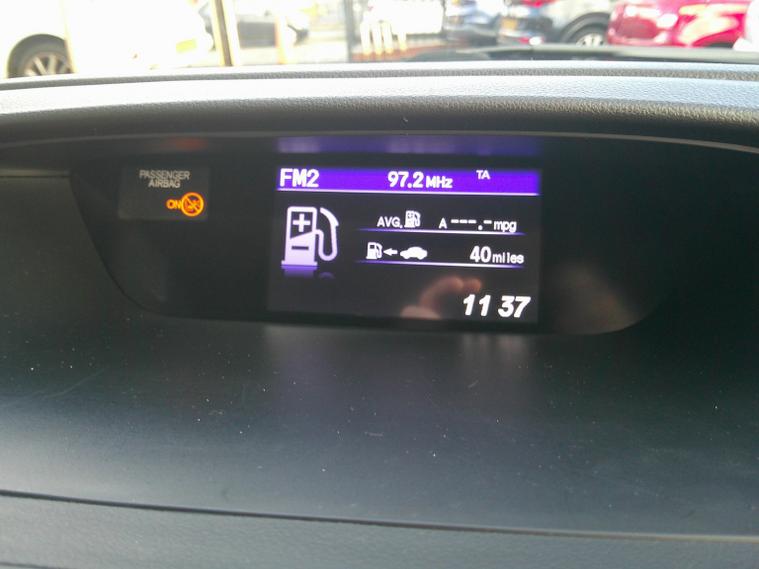 PASSENGER
AIRBAG
ON
FM2 97.2 MHz TA
AVG. A ---.- mpg
40 miles
11 37